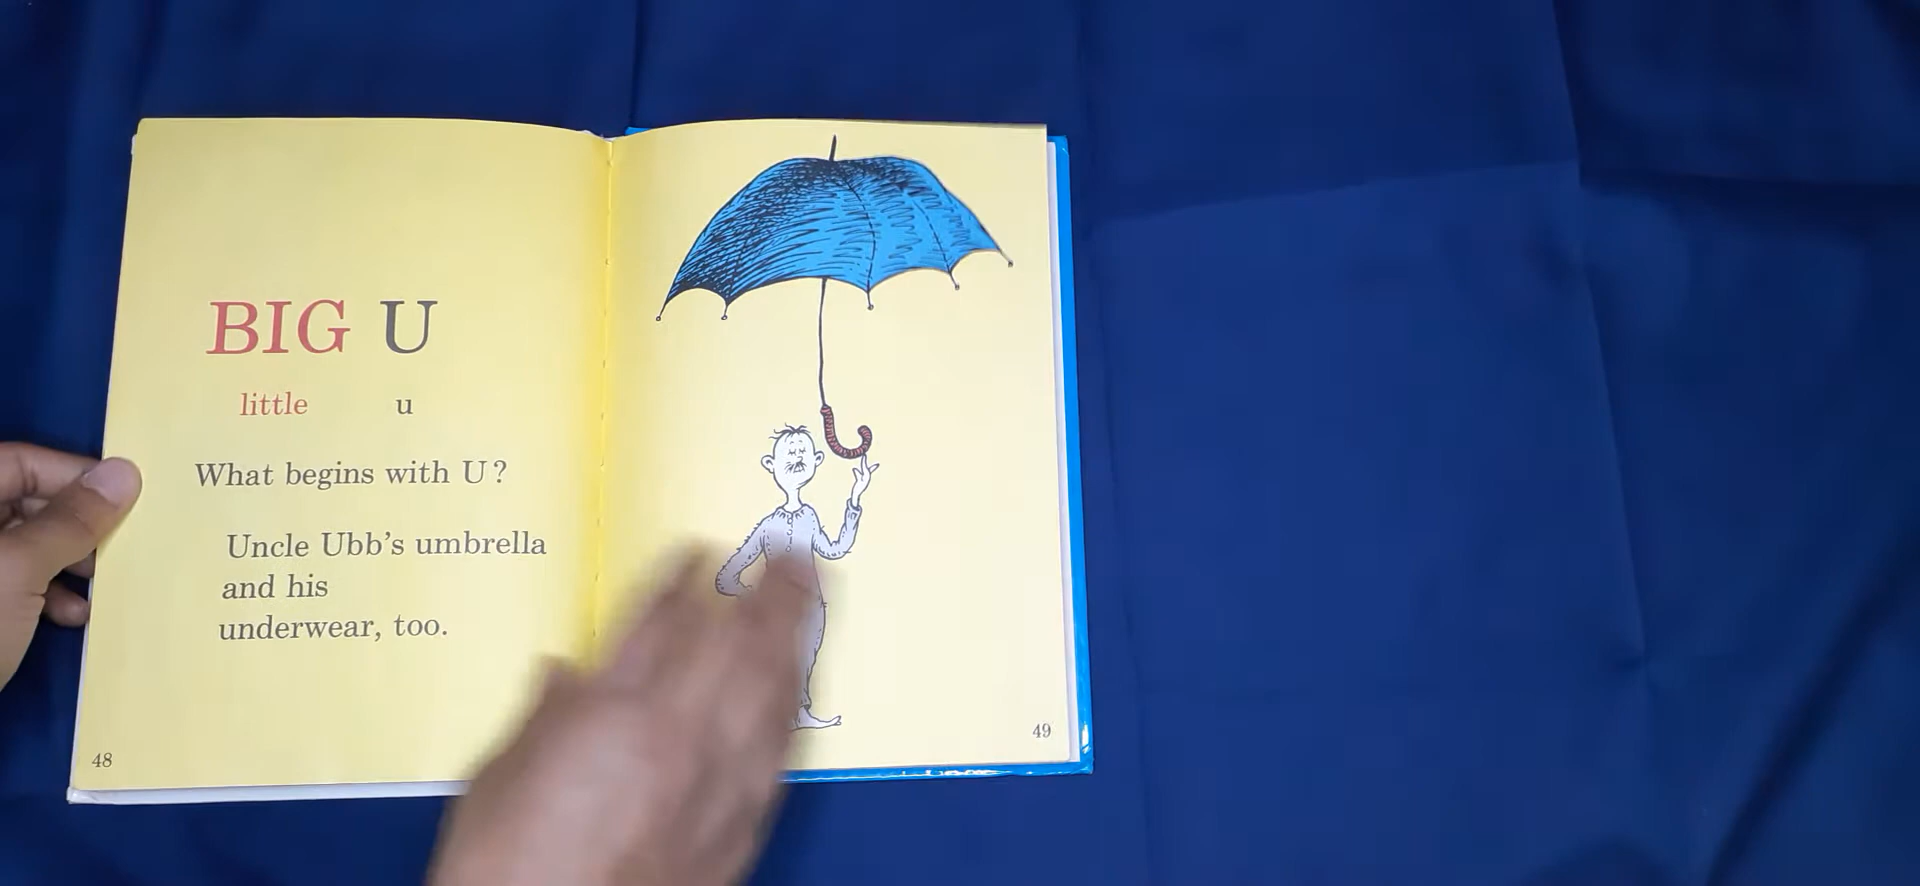 BIG U
little u
What begins with U?
Uncle Ubb's umbrella
and his
underwear, too.
48
49